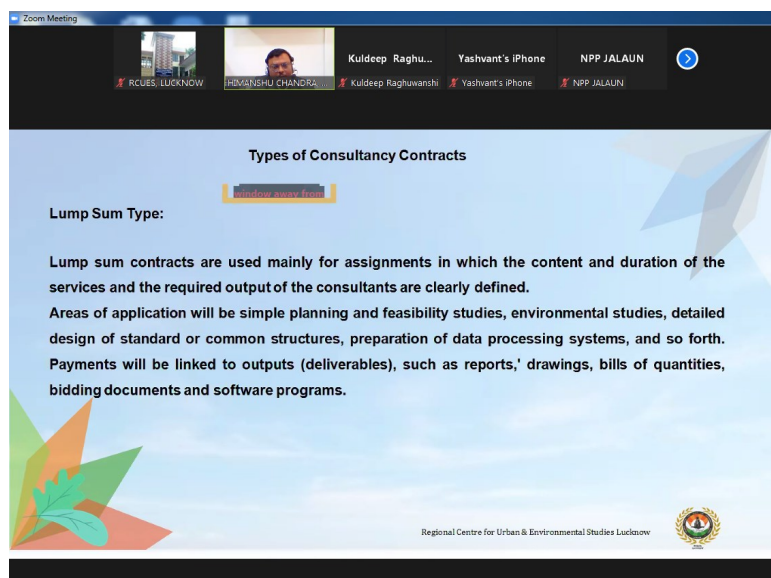 Zoom Meeting
Kuldeep Raghu...
Yashvant's iPhone
NPP JALAUN
RCUES, LUCKNOW
HIMANSHU CHANDRA ...
Kuldeep Raghuwanshi
Yashvant's iPhone
NPP JALAUN
Types of Consultancy Contracts
window away from
Lump Sum Type:
Lump sum contracts are used mainly for assignments in which the content and duration of the
services and the required output of the consultants are clearly defined.
Areas of application will be simple planning and feasibility studies, environmental studies, detailed
design of standard or common structures, preparation of data processing systems, and so forth.
Payments will be linked to outputs (deliverables), such as reports,' drawings, bills of quantities,
bidding documents and software programs.
Regional Centre for Urban & Environmental Studies Lucknow